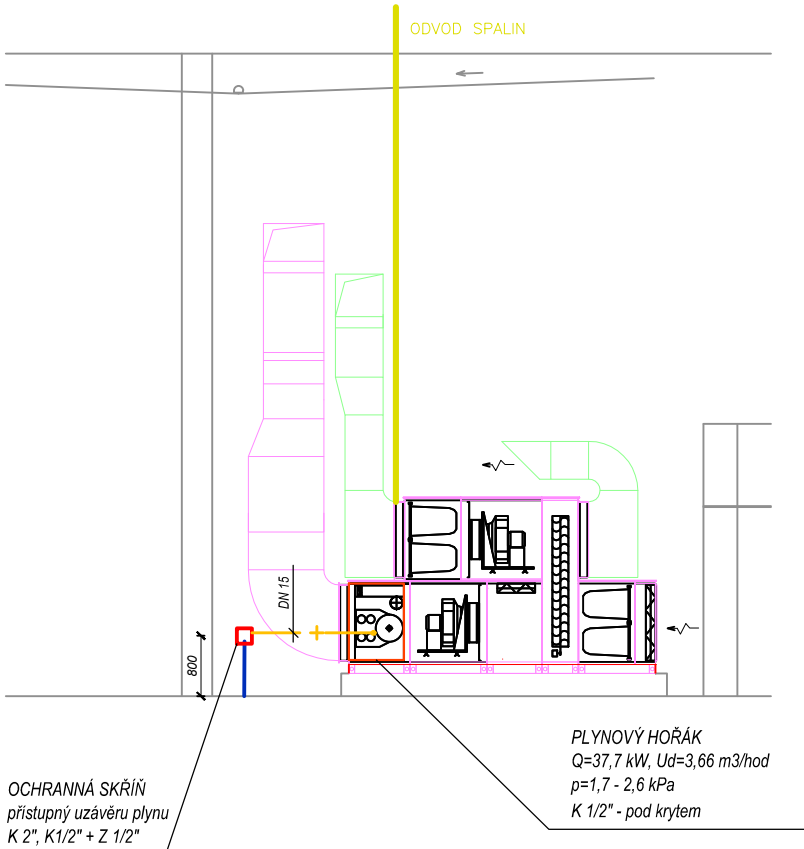 ODVOD SPALIN
DN 15
800
PLYNOVÝ HOŘÁK
Q=37,7 kW, Ud=3,66 m3/hod
p=1,7 - 2,6 kPa
K 1/2" - pod krytem
OCHRANNÁ SKŘÍŇ
přístupný uzávěru plynu
K 2", K1/2" + Z 1/2"